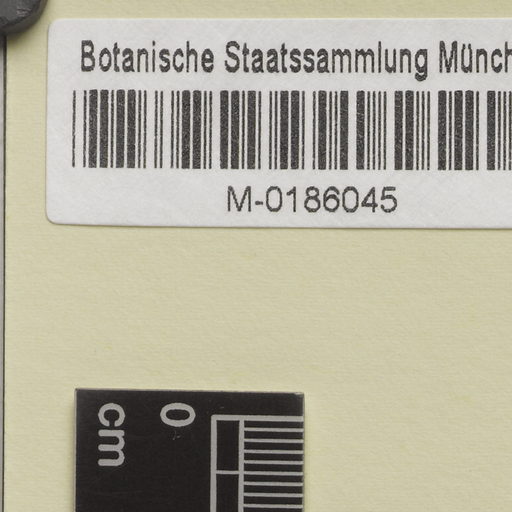 Botanische Staatssammlung Münch
M-0186045
0
cm